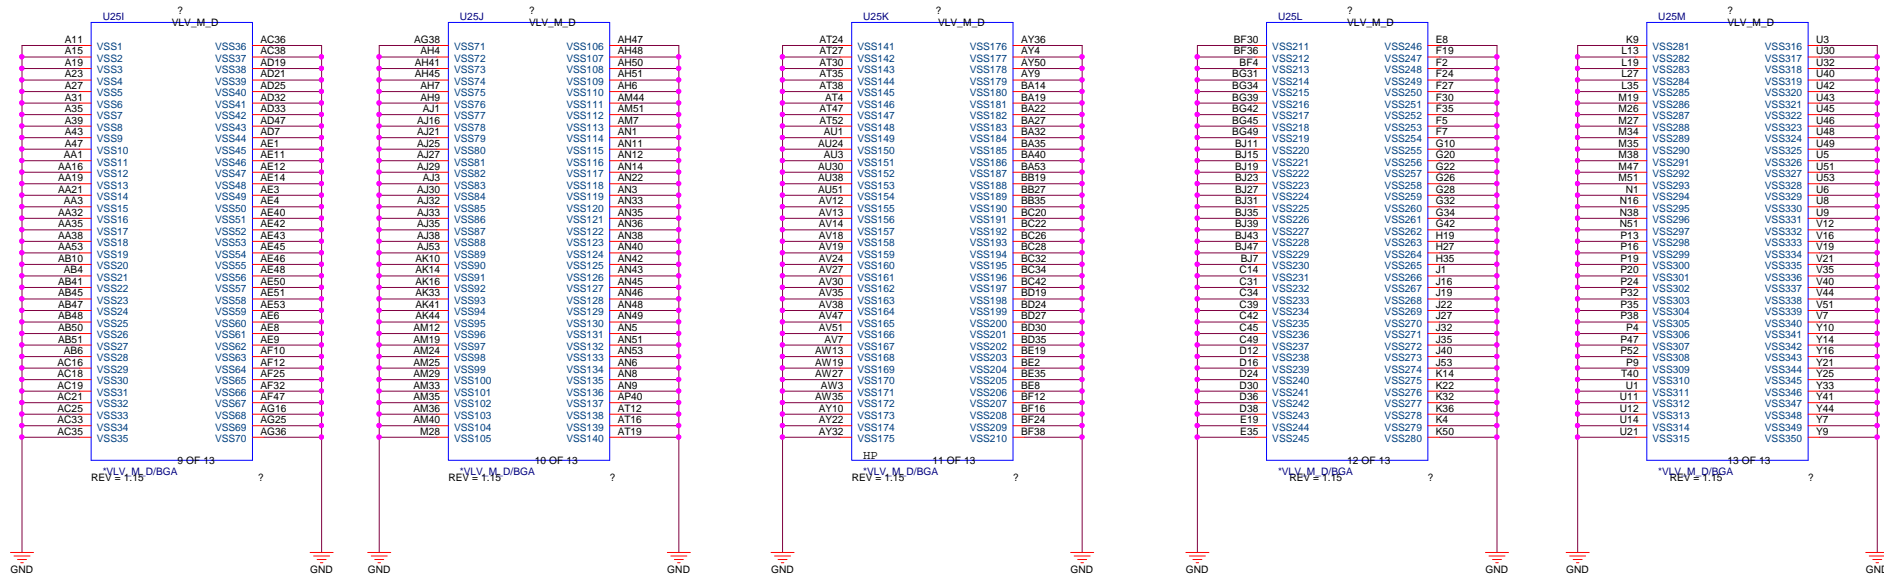 ?
U25I
VLV_M_D
A11 VSS1 VSS36 AC36
A15 VSS2 VSS37 AC38
A19 VSS3 VSS38 AD19
A23 VSS4 VSS39 AD21
A27 VSS5 VSS40 AD25
A31 VSS6 VSS41 AD32
A35 VSS7 VSS42 AD33
A39 VSS8 VSS43 AD47
A43 VSS9 VSS44 AD7
A47 VSS10 VSS45 AE1
AA1 VSS11 VSS46 AE11
AA16 VSS12 VSS47 AE12
AA19 VSS13 VSS48 AE14
AA21 VSS14 VSS49 AE3
AA3 VSS15 VSS50 AE4
AA32 VSS16 VSS51 AE40
AA35 VSS17 VSS52 AE42
AA38 VSS18 VSS53 AE43
AA53 VSS19 VSS54 AE45
AB10 VSS20 VSS55 AE46
AB4 VSS21 VSS56 AE48
AB41 VSS22 VSS57 AE50
AB45 VSS23 VSS58 AE51
AB47 VSS24 VSS59 AE53
AB48 VSS25 VSS60 AE6
AB50 VSS26 VSS61 AE8
AB51 VSS27 VSS62 AE9
AB6 VSS28 VSS63 AF10
AC16 VSS29 VSS64 AF12
AC18 VSS30 VSS65 AF25
AC19 VSS31 VSS66 AF32
AC21 VSS32 VSS67 AF47
AC25 VSS33 VSS68 AG16
AC33 VSS34 VSS69 AG25
AC35 VSS35 VSS70 AG36
9 OF 13
*VLV_M_D/BGA
REV = 1.15 ?
GND GND
?
U25J
VLV_M_D
AG38 VSS71 VSS106 AH47
AH4 VSS72 VSS107 AH48
AH41 VSS73 VSS108 AH50
AH45 VSS74 VSS109 AH51
AH7 VSS75 VSS110 AH6
AH9 VSS76 VSS111 AM44
AJ1 VSS77 VSS112 AM51
AJ16 VSS78 VSS113 AM7
AJ21 VSS79 VSS114 AN1
AJ25 VSS80 VSS115 AN11
AJ27 VSS81 VSS116 AN12
AJ29 VSS82 VSS117 AN14
AJ3 VSS83 VSS118 AN22
AJ30 VSS84 VSS119 AN3
AJ32 VSS85 VSS120 AN33
AJ33 VSS86 VSS121 AN35
AJ35 VSS87 VSS122 AN36
AJ38 VSS88 VSS123 AN38
AJ53 VSS89 VSS124 AN40
AK10 VSS90 VSS125 AN42
AK14 VSS91 VSS126 AN43
AK16 VSS92 VSS127 AN45
AK33 VSS93 VSS128 AN46
AK41 VSS94 VSS129 AN48
AK44 VSS95 VSS130 AN49
AM12 VSS96 VSS131 AN5
AM19 VSS97 VSS132 AN51
AM24 VSS98 VSS133 AN53
AM25 VSS99 VSS134 AN6
AM29 VSS100 VSS135 AN8
AM33 VSS101 VSS136 AN9
AM35 VSS102 VSS137 AP40
AM36 VSS103 VSS138 AT12
AM40 VSS104 VSS139 AT16
M28 VSS105 VSS140 AT19
10 OF 13
*VLV_M_D/BGA
REV = 1.15 ?
GND GND
?
U25K
VLV_M_D
AT24 VSS141 VSS176 AY36
AT27 VSS142 VSS177 AY4
AT30 VSS143 VSS178 AY50
AT35 VSS144 VSS179 AY9
AT38 VSS145 VSS180 BA14
AT4 VSS146 VSS181 BA19
AT47 VSS147 VSS182 BA22
AT52 VSS148 VSS183 BA27
AU1 VSS149 VSS184 BA32
AU24 VSS150 VSS185 BA35
AU3 VSS151 VSS186 BA40
AU30 VSS152 VSS187 BA53
AU38 VSS153 VSS188 BB19
AU51 VSS154 VSS189 BB27
AV12 VSS155 VSS190 BB35
AV13 VSS156 VSS191 BC20
AV14 VSS157 VSS192 BC22
AV18 VSS158 VSS193 BC26
AV19 VSS159 VSS194 BC28
AV24 VSS160 VSS195 BC32
AV27 VSS161 VSS196 BC34
AV30 VSS162 VSS197 BC42
AV35 VSS163 VSS198 BD19
AV38 VSS164 VSS199 BD24
AV47 VSS165 VSS200 BD27
AV51 VSS166 VSS201 BD30
AV7 VSS167 VSS202 BD35
AW13 VSS168 VSS203 BE19
AW19 VSS169 VSS204 BE2
AW27 VSS170 VSS205 BE35
AW3 VSS171 VSS206 BE8
AW35 VSS172 VSS207 BF12
AY10 VSS173 VSS208 BF16
AY22 VSS174 VSS209 BF24
AY32 VSS175 VSS210 BF38
HP 11 OF 13
*VLV_M_D/BGA
REV = 1.15 ?
GND GND
?
U25L
VLV_M_D
BF30 VSS211 VSS246 E8
BF36 VSS212 VSS247 F19
BF4 VSS213 VSS248 F2
BG31 VSS214 VSS249 F24
BG34 VSS215 VSS250 F27
BG39 VSS216 VSS251 F30
BG42 VSS217 VSS252 F35
BG45 VSS218 VSS253 F5
BG49 VSS219 VSS254 F7
BJ11 VSS220 VSS255 G10
BJ15 VSS221 VSS256 G20
BJ19 VSS222 VSS257 G22
BJ23 VSS223 VSS258 G26
BJ27 VSS224 VSS259 G28
BJ31 VSS225 VSS260 G32
BJ35 VSS226 VSS261 G34
BJ39 VSS227 VSS262 G42
BJ43 VSS228 VSS263 H19
BJ47 VSS229 VSS264 H27
BJ7 VSS230 VSS265 H35
C14 VSS231 VSS266 J1
C31 VSS232 VSS267 J16
C34 VSS233 VSS268 J19
C39 VSS234 VSS269 J22
C42 VSS235 VSS270 J27
C45 VSS236 VSS271 J32
C49 VSS237 VSS272 J35
D12 VSS238 VSS273 J40
D16 VSS239 VSS274 J53
D24 VSS240 VSS275 K14
D30 VSS241 VSS276 K22
D36 VSS242 VSS277 K32
D38 VSS243 VSS278 K36
E19 VSS244 VSS279 K4
E35 VSS245 VSS280 K50
12 OF 13
*VLV_M_D/BGA
REV = 1.15 ?
GND GND
?
U25M
VLV_M_D
K9 VSS281 VSS316 U3
L13 VSS282 VSS317 U30
L19 VSS283 VSS318 U32
L27 VSS284 VSS319 U40
L35 VSS285 VSS320 U42
M19 VSS286 VSS321 U43
M26 VSS287 VSS322 U45
M27 VSS288 VSS323 U46
M34 VSS289 VSS324 U48
M35 VSS290 VSS325 U49
M38 VSS291 VSS326 U5
M47 VSS292 VSS327 U51
M51 VSS293 VSS328 U53
N1 VSS294 VSS329 U6
N16 VSS295 VSS330 U8
N38 VSS296 VSS331 U9
N51 VSS297 VSS332 V12
P13 VSS298 VSS333 V16
P16 VSS299 VSS334 V19
P19 VSS300 VSS335 V21
P20 VSS301 VSS336 V35
P24 VSS302 VSS337 V40
P32 VSS303 VSS338 V44
P35 VSS304 VSS339 V51
P38 VSS305 VSS340 V7
P4 VSS306 VSS341 Y10
P47 VSS307 VSS342 Y14
P52 VSS308 VSS343 Y16
P9 VSS309 VSS344 Y21
T40 VSS310 VSS345 Y25
U1 VSS311 VSS346 Y33
U11 VSS312 VSS347 Y41
U12 VSS313 VSS348 Y44
U14 VSS314 VSS349 Y7
U21 VSS315 VSS350 Y9
13 OF 13
*VLV_M_D/BGA
REV = 1.15 ?
GND GND